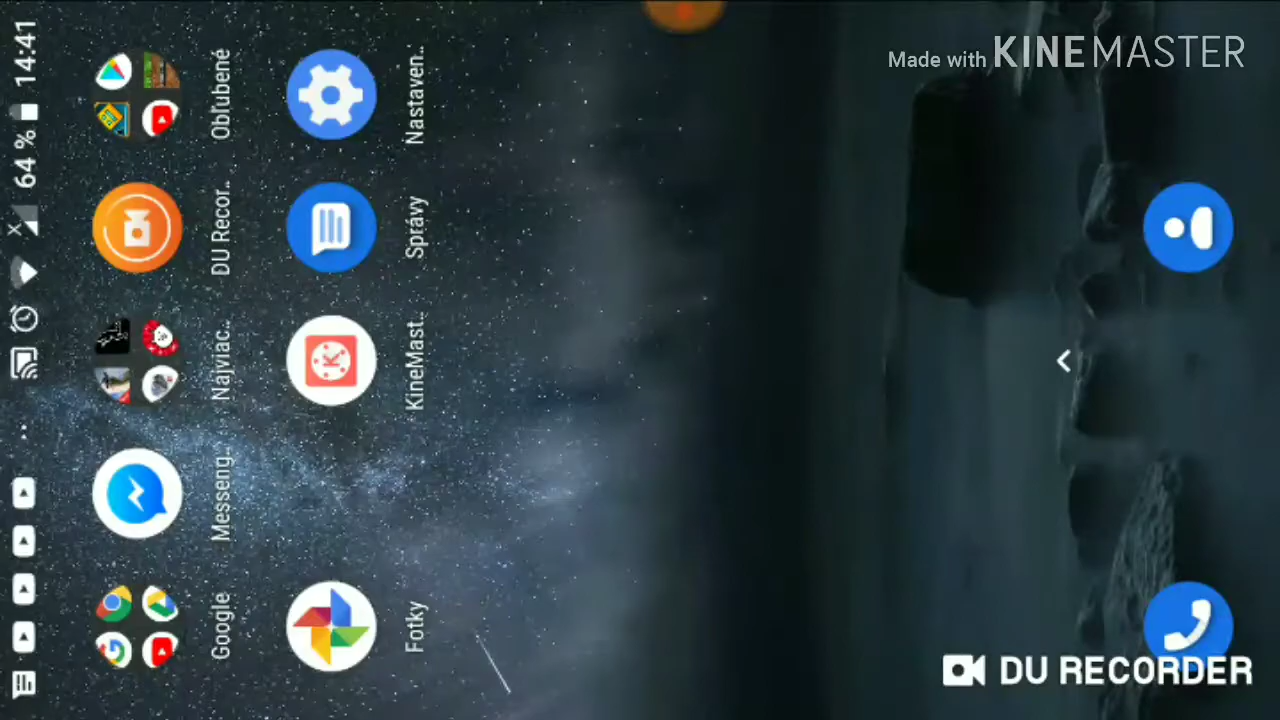 14:41
64 %
Google
Messeng..
Najviac..
DU Recor..
Obľúbené
Fotky
KineMast..
Správy
Nastaven..
Made with KINEMASTER
DU RECORDER